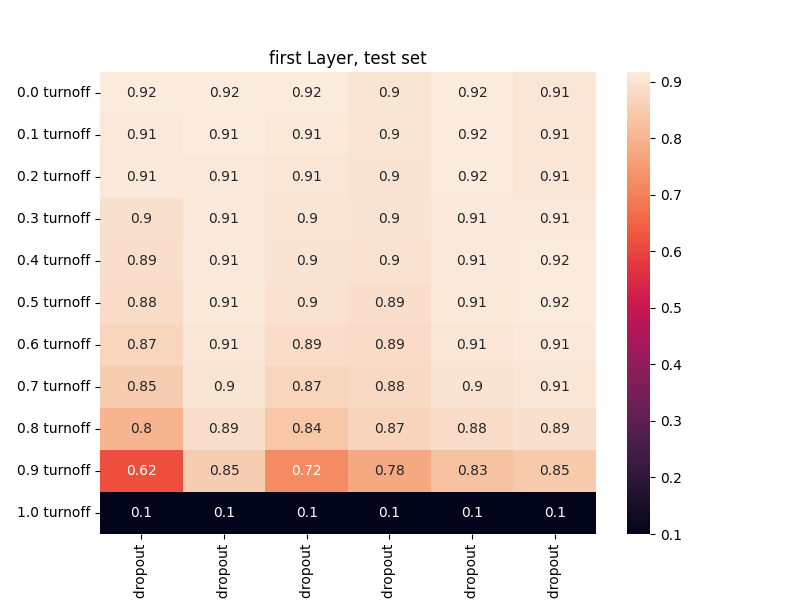 first Layer, test set
0.0 turnoff 0.92 0.92 0.92 0.9 0.92 0.91
0.1 turnoff 0.91 0.91 0.91 0.9 0.92 0.91
0.2 turnoff 0.91 0.91 0.91 0.9 0.92 0.91
0.3 turnoff 0.9 0.91 0.9 0.9 0.91 0.91
0.4 turnoff 0.89 0.91 0.9 0.9 0.91 0.92
0.5 turnoff 0.88 0.91 0.9 0.89 0.91 0.92
0.6 turnoff 0.87 0.91 0.89 0.89 0.91 0.91
0.7 turnoff 0.85 0.9 0.87 0.88 0.9 0.91
0.8 turnoff 0.8 0.89 0.84 0.87 0.88 0.89
0.9 turnoff 0.62 0.85 0.72 0.78 0.83 0.85
1.0 turnoff 0.1 0.1 0.1 0.1 0.1 0.1
dropout dropout dropout dropout dropout dropout
0.9
0.8
0.7
0.6
0.5
0.4
0.3
0.2
0.1